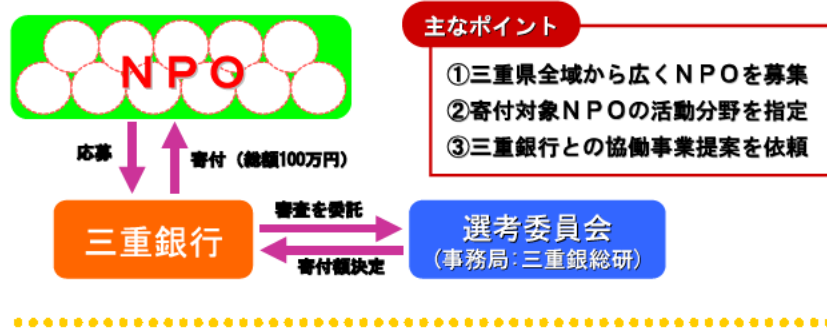 NPO
主なポイント
①三重県全域から広くNPOを募集
②寄付対象NPOの活動分野を指定
③三重銀行との協働事業提案を依頼
応募
寄付（総額100万円）
三重銀行
審査を委託
寄付額決定
選考委員会
（事務局：三重銀総研）